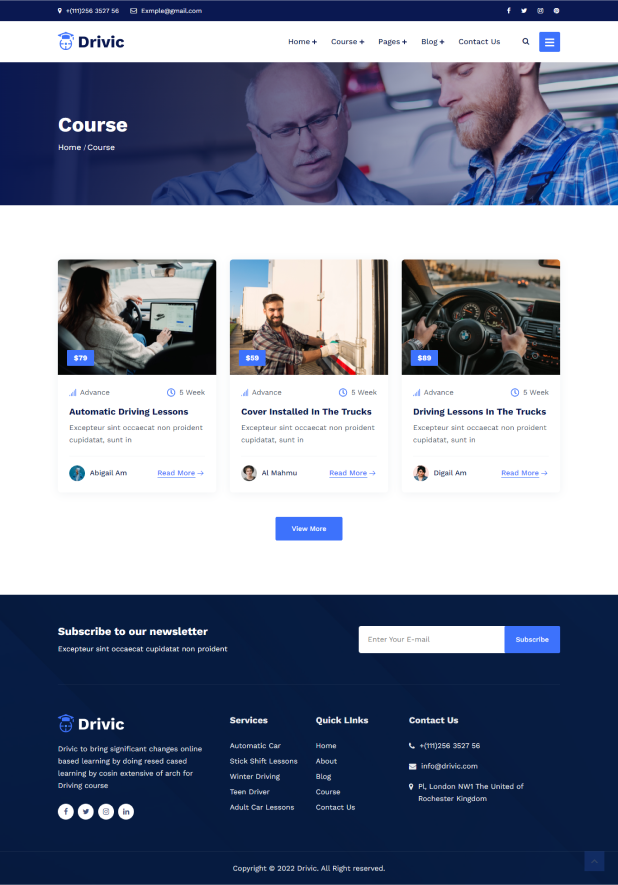 +(111)256 3527 56 Exmple@gmail.com
Drivic
Home + Course + Pages + Blog + Contact Us
Course
Home / Course
$79
Advance 5 Week
Automatic Driving Lessons
Excepteur sint occaecat non proident
cupidatat, sunt in
Abigail Am Read More →
$59
Advance 5 Week
Cover Installed In The Trucks
Excepteur sint occaecat non proident
cupidatat, sunt in
Al Mahmu Read More →
$89
Advance 5 Week
Driving Lessons In The Trucks
Excepteur sint occaecat non proident
cupidatat, sunt in
Digail Am Read More →
View More
Subscribe to our newsletter
Excepteur sint occaecat cupidatat non proident
Enter Your E-mail Subscribe
Drivic
Drivic to bring significant changes online
based learning by doing resed cased
learning by cosin extensive of arch for
Driving course
Services
Automatic Car
Stick Shift Lessons
Winter Driving
Teen Driver
Adult Car Lessons
Quick LInks
Home
About
Blog
Course
Contact Us
Contact Us
+(111)256 3527 56
info@drivic.com
Pl, London NW1 The United of
Rochester Kingdom
Copyright © 2022 Drivic. All Right reserved.